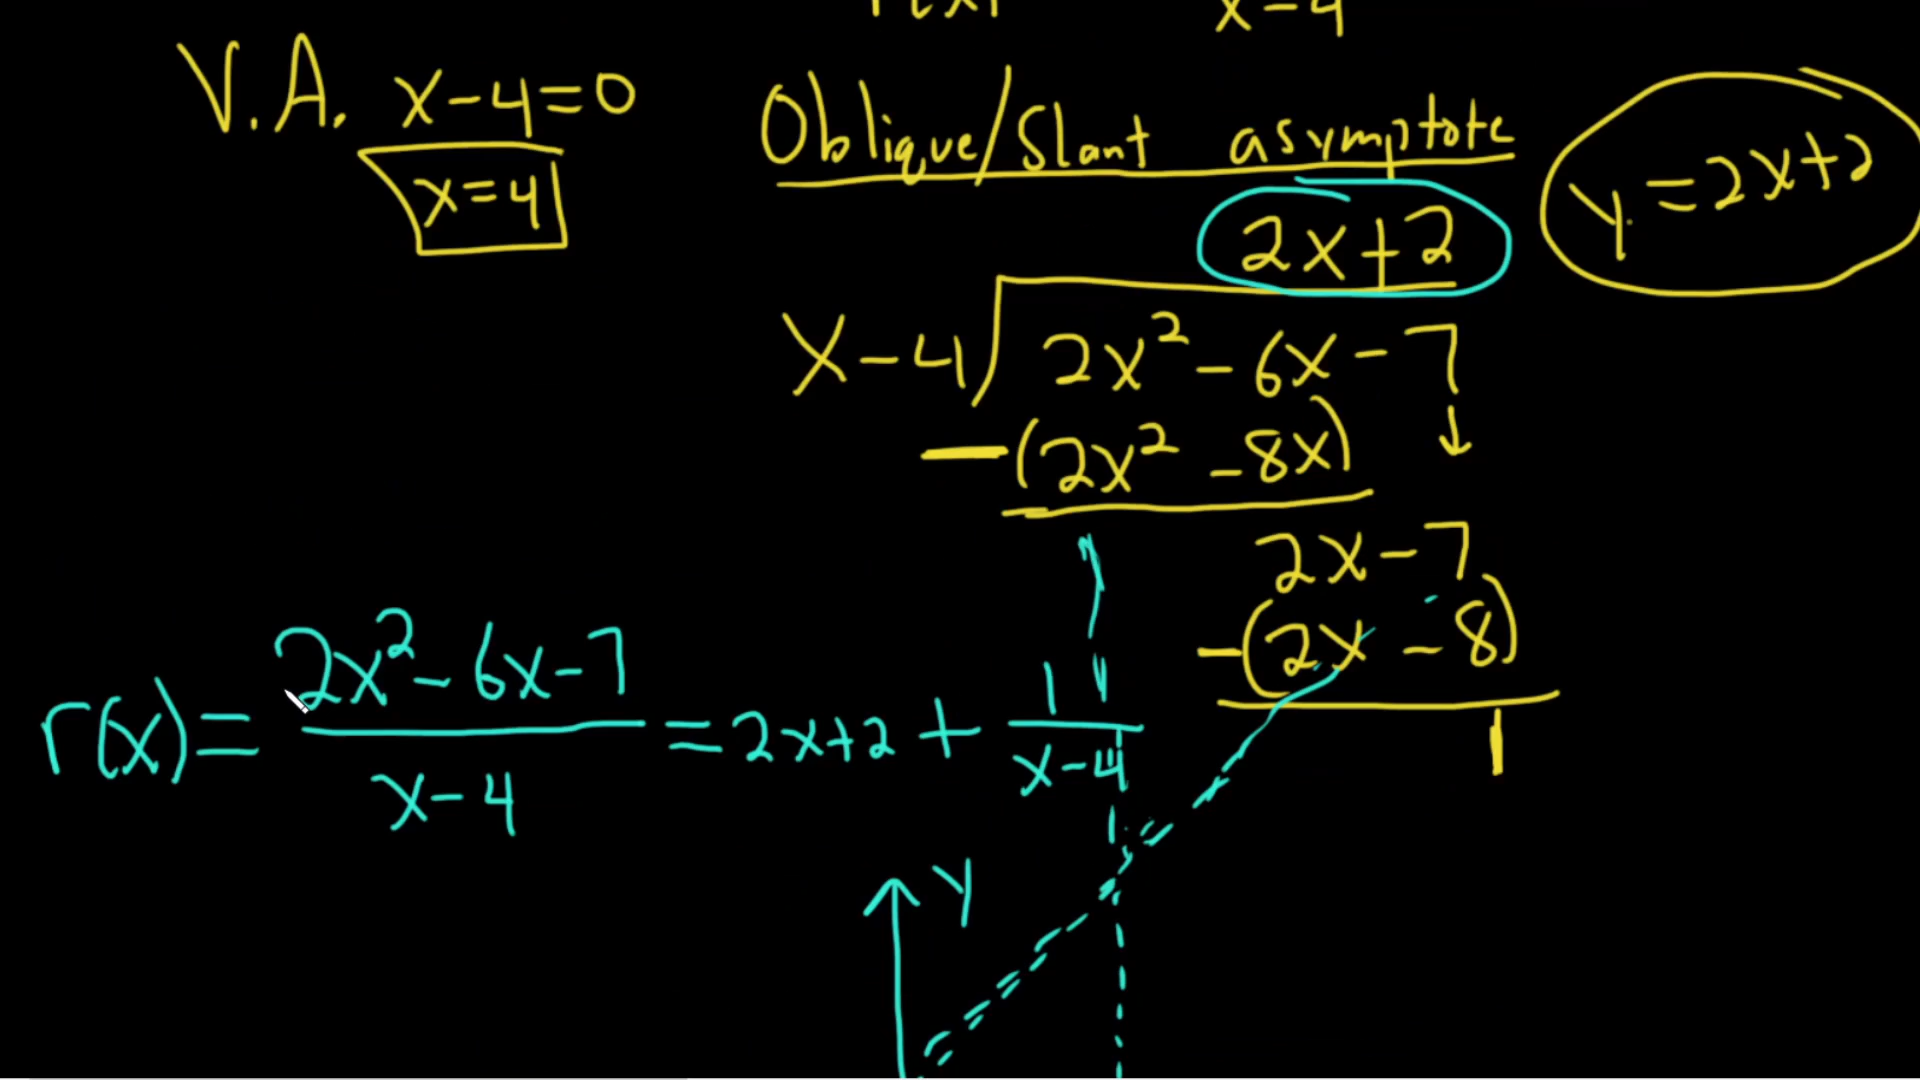 r(x) x-4
V.A. x-4=0
x=4
Oblique/Slant asymptote
y=2x+2
2x+2
x-4) 2x²-6x-7
-(2x²-8x)
2x-7
-(2x-8)
1
r(x)= (2x²-6x-7)/(x-4) =2x+2 + 1/(x-4)
y